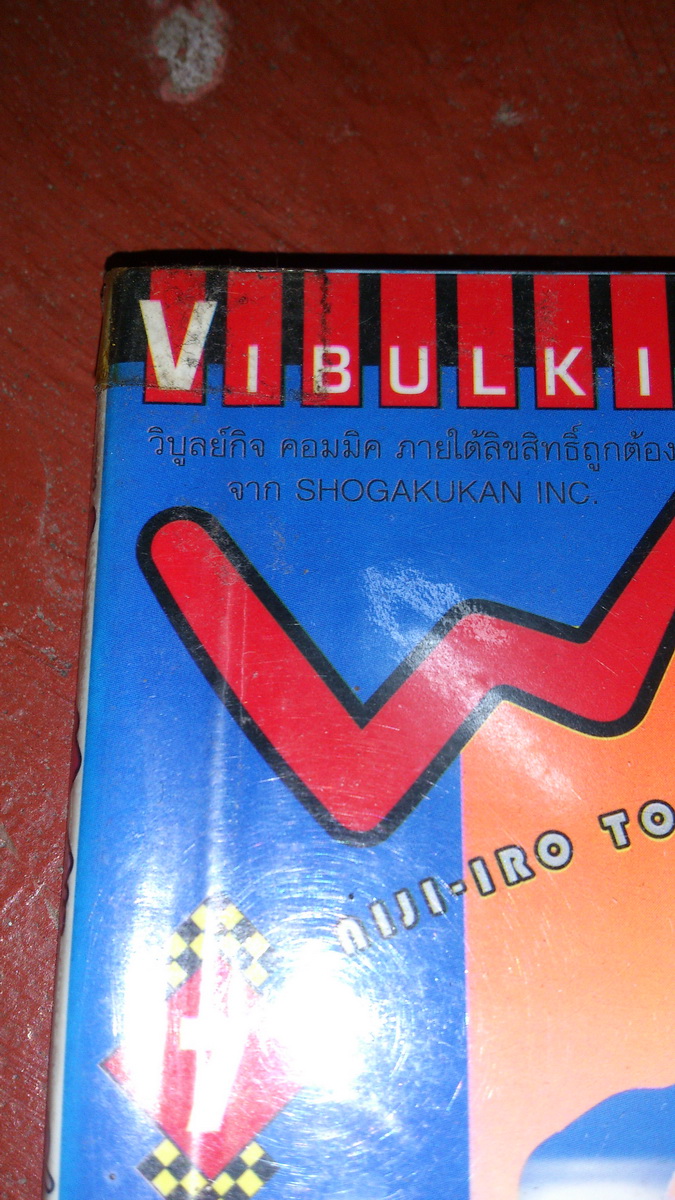 VIBULKI
วิบูลย์กิจ คอมมิค ภายใต้ลิขสิทธิ์ถูกต้อง
จาก SHOGAKUKAN INC.
NIJI-IRO TO